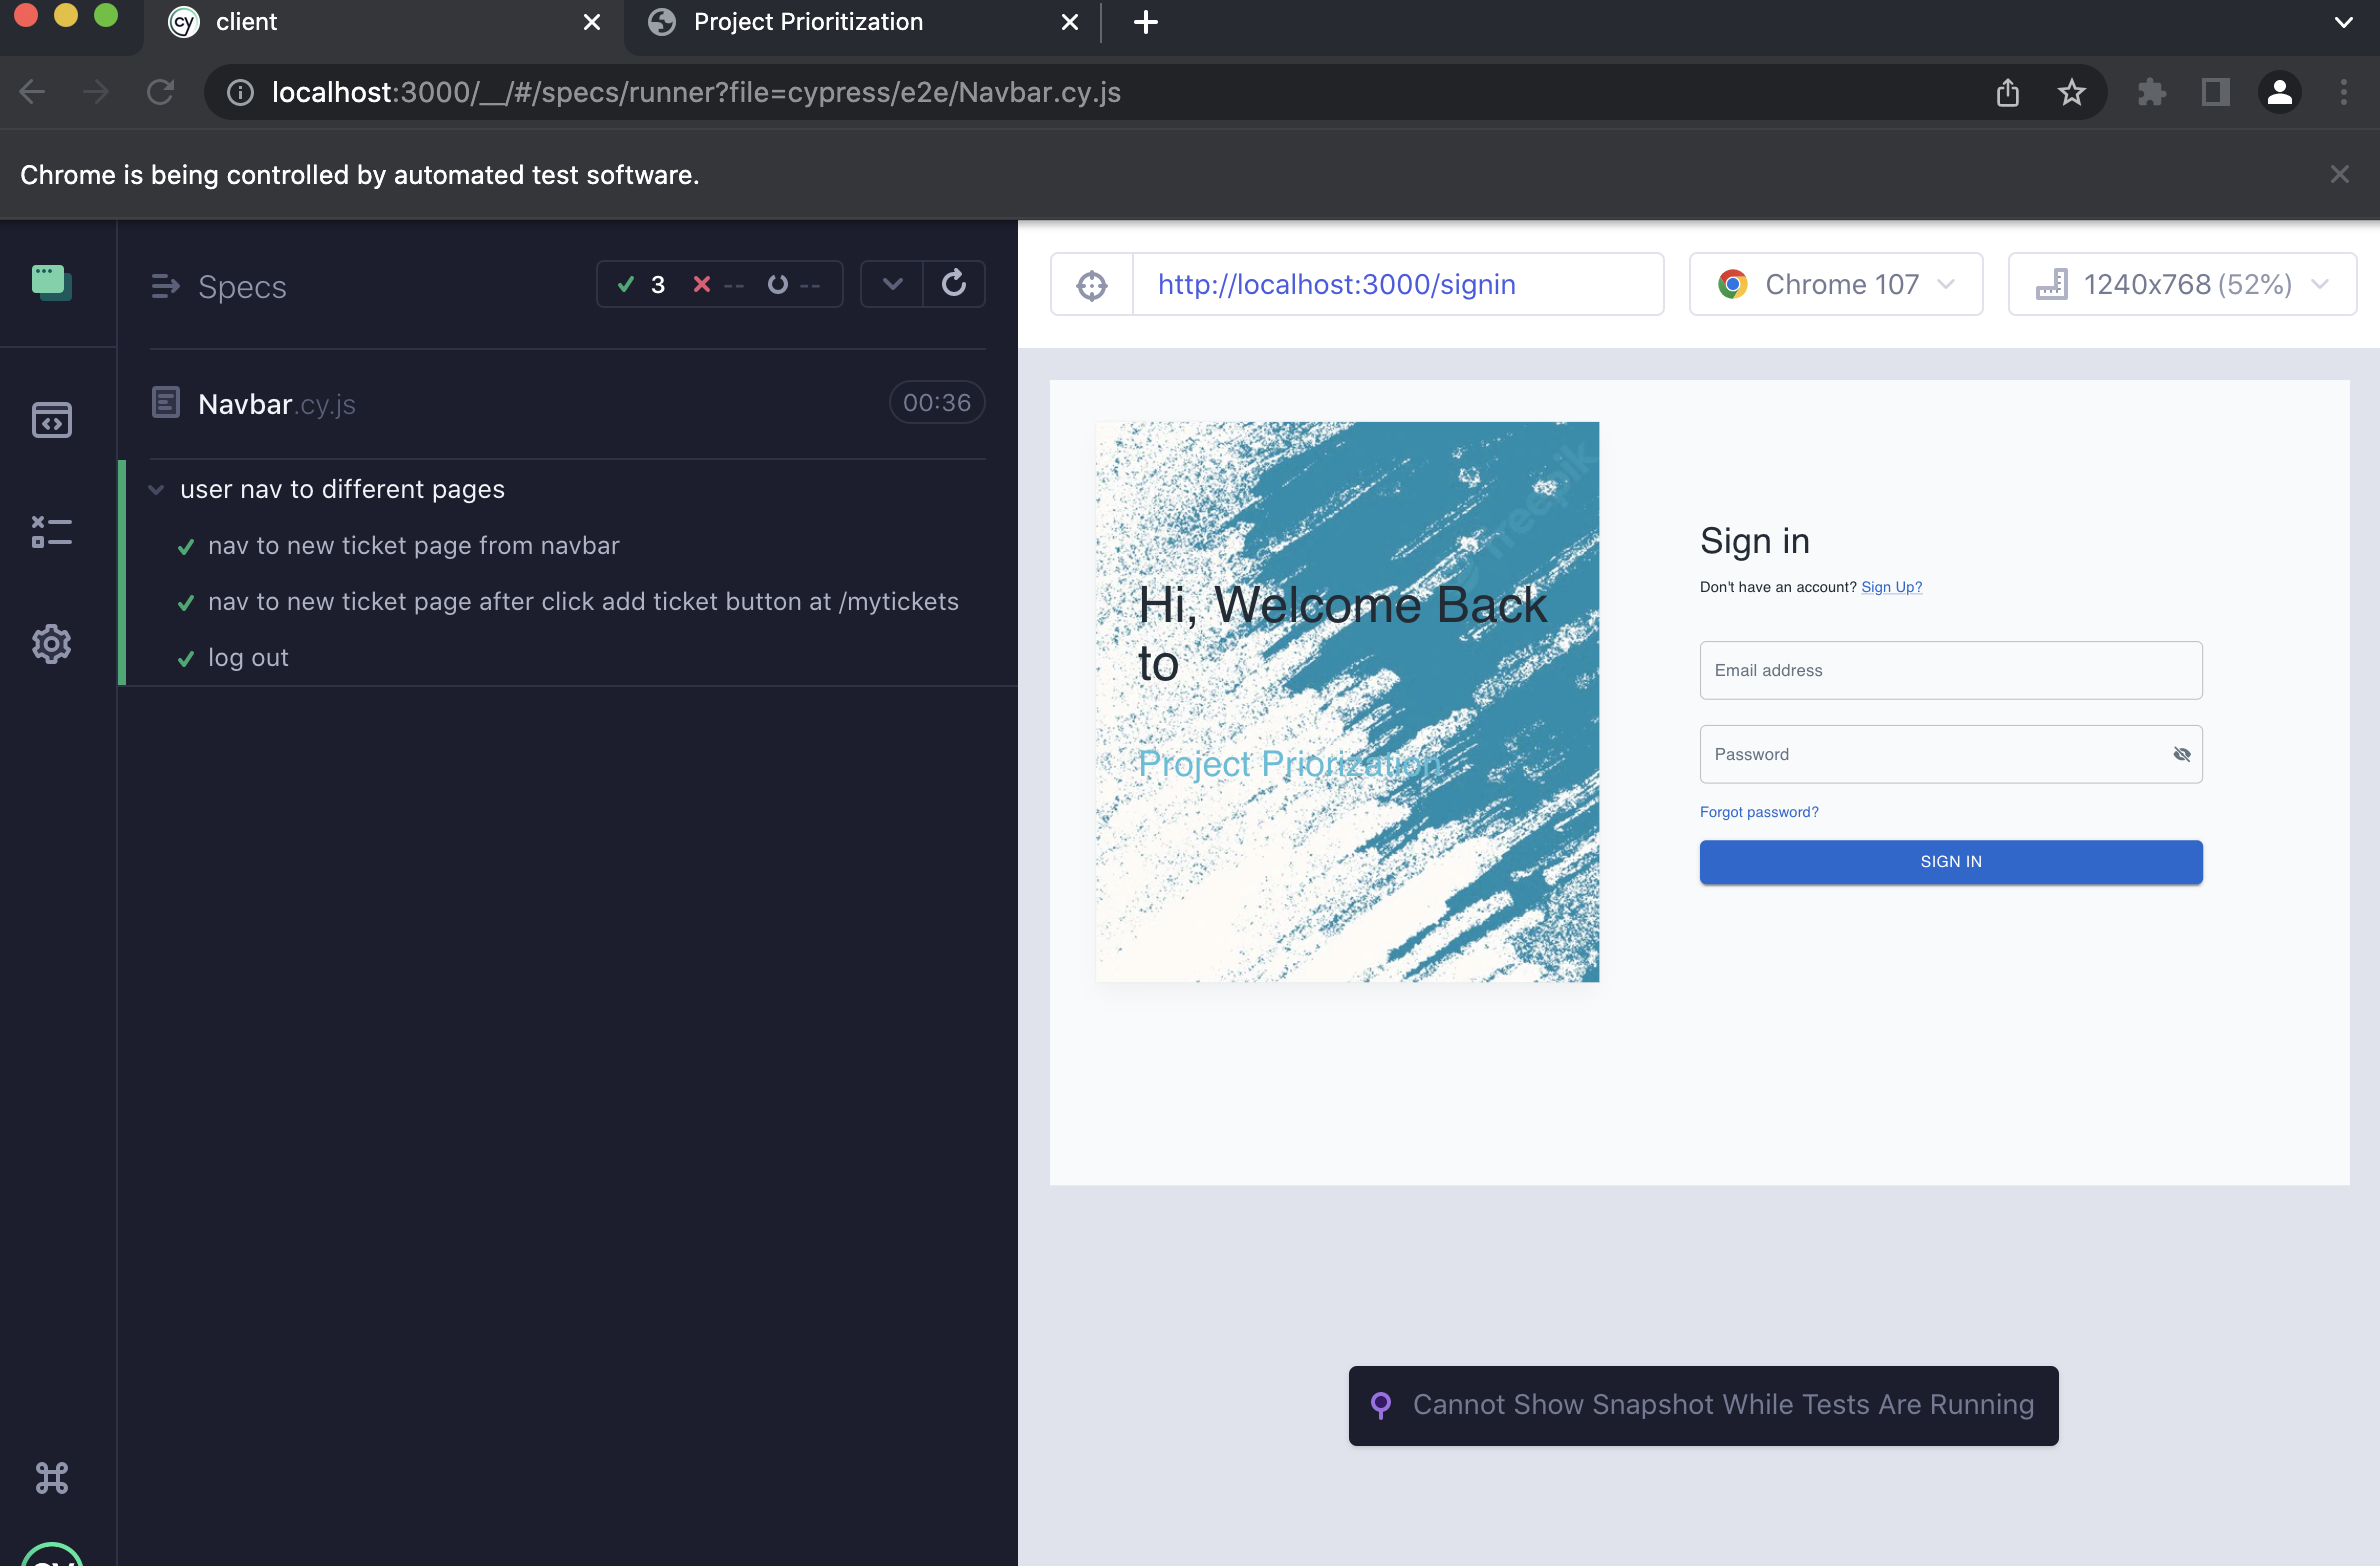 cy client
Project Prioritization
localhost:3000/__/#/specs/runner?file=cypress/e2e/Navbar.cy.js
Chrome is being controlled by automated test software.
Specs
3 -- --
Navbar.cy.js
00:36
user nav to different pages
nav to new ticket page from navbar
nav to new ticket page after click add ticket button at /mytickets
log out
http://localhost:3000/signin
Chrome 107
1240x768 (52%)
freepik
Hi, Welcome Back
to
Project Priorization
Sign in
Don't have an account? Sign Up?
Email address
Password
Forgot password?
SIGN IN
Cannot Show Snapshot While Tests Are Running